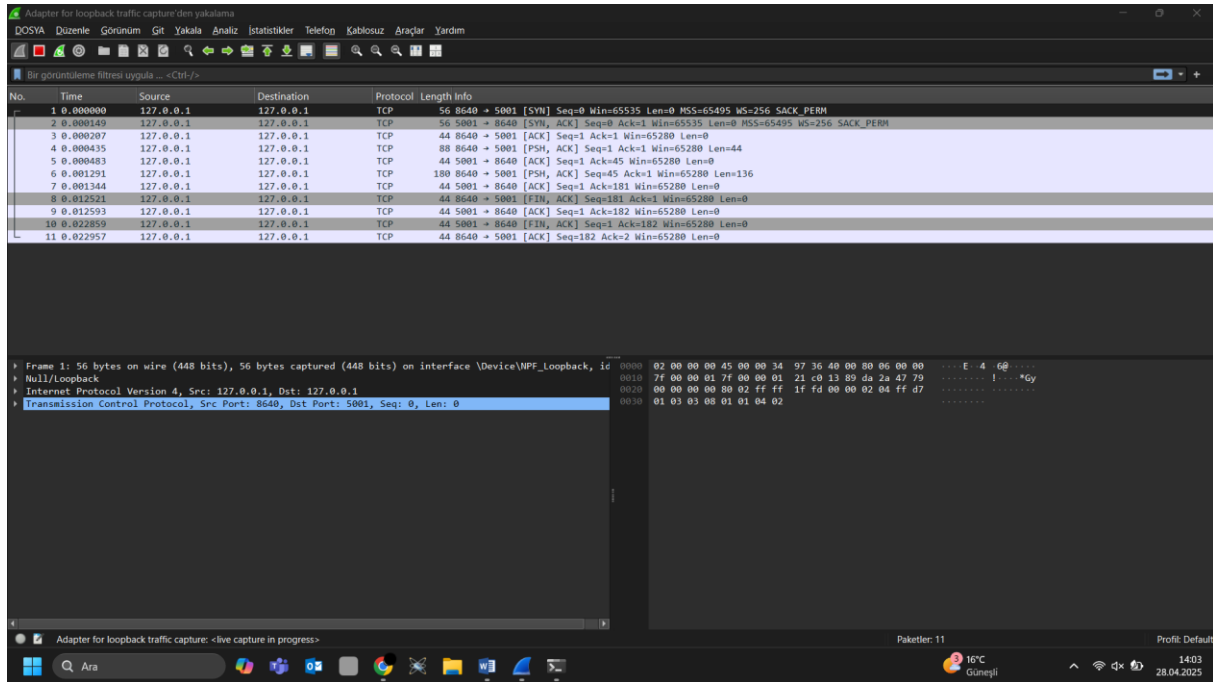 Adapter for loopback traffic capture'den yakalama
DOSYA Düzenle Görünüm Git Yakala Analiz İstatistikler Telefon Kablosuz Araçlar Yardım
Bir görüntüleme filtresi uygula ... <Ctrl-/>
No. Time Source Destination Protocol Length Info
1 0.000000 127.0.0.1 127.0.0.1 TCP 56 8640 → 5001 [SYN] Seq=0 Win=65535 Len=0 MSS=65495 WS=256 SACK_PERM
2 0.000149 127.0.0.1 127.0.0.1 TCP 56 5001 → 8640 [SYN, ACK] Seq=0 Ack=1 Win=65535 Len=0 MSS=65495 WS=256 SACK_PERM
3 0.000207 127.0.0.1 127.0.0.1 TCP 44 8640 → 5001 [ACK] Seq=1 Ack=1 Win=65280 Len=0
4 0.000435 127.0.0.1 127.0.0.1 TCP 88 8640 → 5001 [PSH, ACK] Seq=1 Ack=1 Win=65280 Len=44
5 0.000483 127.0.0.1 127.0.0.1 TCP 44 5001 → 8640 [ACK] Seq=1 Ack=45 Win=65280 Len=0
6 0.001291 127.0.0.1 127.0.0.1 TCP 180 8640 → 5001 [PSH, ACK] Seq=45 Ack=1 Win=65280 Len=136
7 0.001344 127.0.0.1 127.0.0.1 TCP 44 5001 → 8640 [ACK] Seq=1 Ack=181 Win=65280 Len=0
8 0.012521 127.0.0.1 127.0.0.1 TCP 44 8640 → 5001 [FIN, ACK] Seq=181 Ack=1 Win=65280 Len=0
9 0.012593 127.0.0.1 127.0.0.1 TCP 44 5001 → 8640 [ACK] Seq=1 Ack=182 Win=65280 Len=0
10 0.022859 127.0.0.1 127.0.0.1 TCP 44 5001 → 8640 [FIN, ACK] Seq=1 Ack=182 Win=65280 Len=0
11 0.022957 127.0.0.1 127.0.0.1 TCP 44 8640 → 5001 [ACK] Seq=182 Ack=2 Win=65280 Len=0
Frame 1: 56 bytes on wire (448 bits), 56 bytes captured (448 bits) on interface \Device\NPF_Loopback, id
Null/Loopback
Internet Protocol Version 4, Src: 127.0.0.1, Dst: 127.0.0.1
Transmission Control Protocol, Src Port: 8640, Dst Port: 5001, Seq: 0, Len: 0
0000 02 00 00 00 45 00 00 34 97 36 40 00 80 06 00 00 ····E··4 ·6@·····
0010 7f 00 00 01 7f 00 00 01 21 c0 13 89 da 2a 47 79 ········ !····*Gy
0020 00 00 00 00 80 02 ff ff 1f fd 00 00 02 04 ff d7 ········ ········
0030 01 03 03 08 01 01 04 02 ········
Adapter for loopback traffic capture: <live capture in progress>
Paketler: 11
Profil: Default
Ara
3
16°C
Güneşli
14:03
28.04.2025